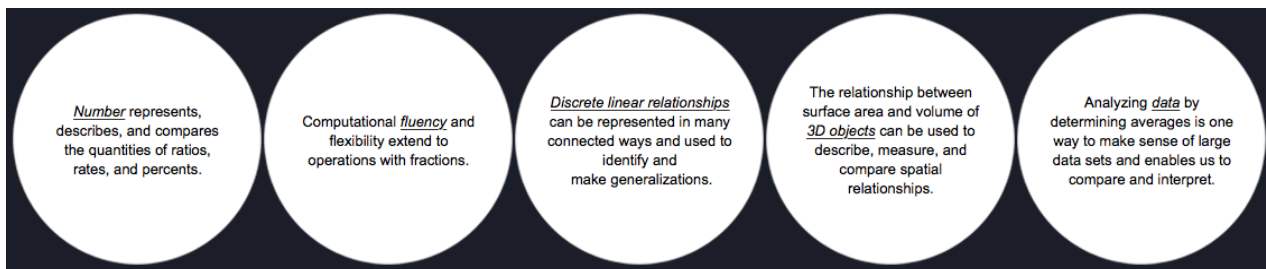 Number represents,
describes, and compares
the quantities of ratios,
rates, and percents.
Computational fluency and
flexibility extend to
operations with fractions.
Discrete linear relationships
can be represented in many
connected ways and used to
identify and
make generalizations.
The relationship between
surface area and volume of
3D objects can be used to
describe, measure, and
compare spatial
relationships.
Analyzing data by
determining averages is one
way to make sense of large
data sets and enables us to
compare and interpret.